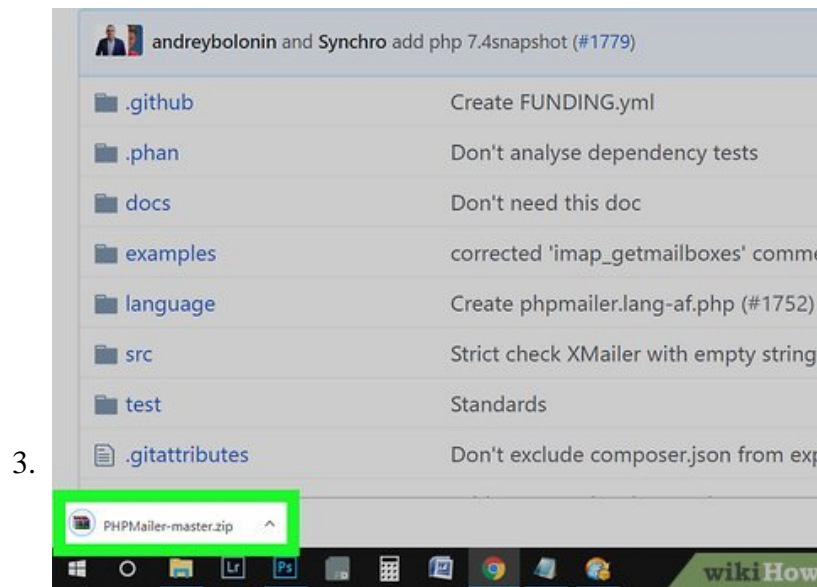 andreybolonin and Synchro add php 7.4snapshot (#1779)
.github Create FUNDING.yml
.phan Don't analyse dependency tests
docs Don't need this doc
examples corrected 'imap_getmailboxes' comme
language Create phpmailer.lang-af.php (#1752)
src Strict check XMailer with empty string
test Standards
3.
.gitattributes Don't exclude composer.json from exp
PHPMailer-master.zip
Lr Ps
wikiHow